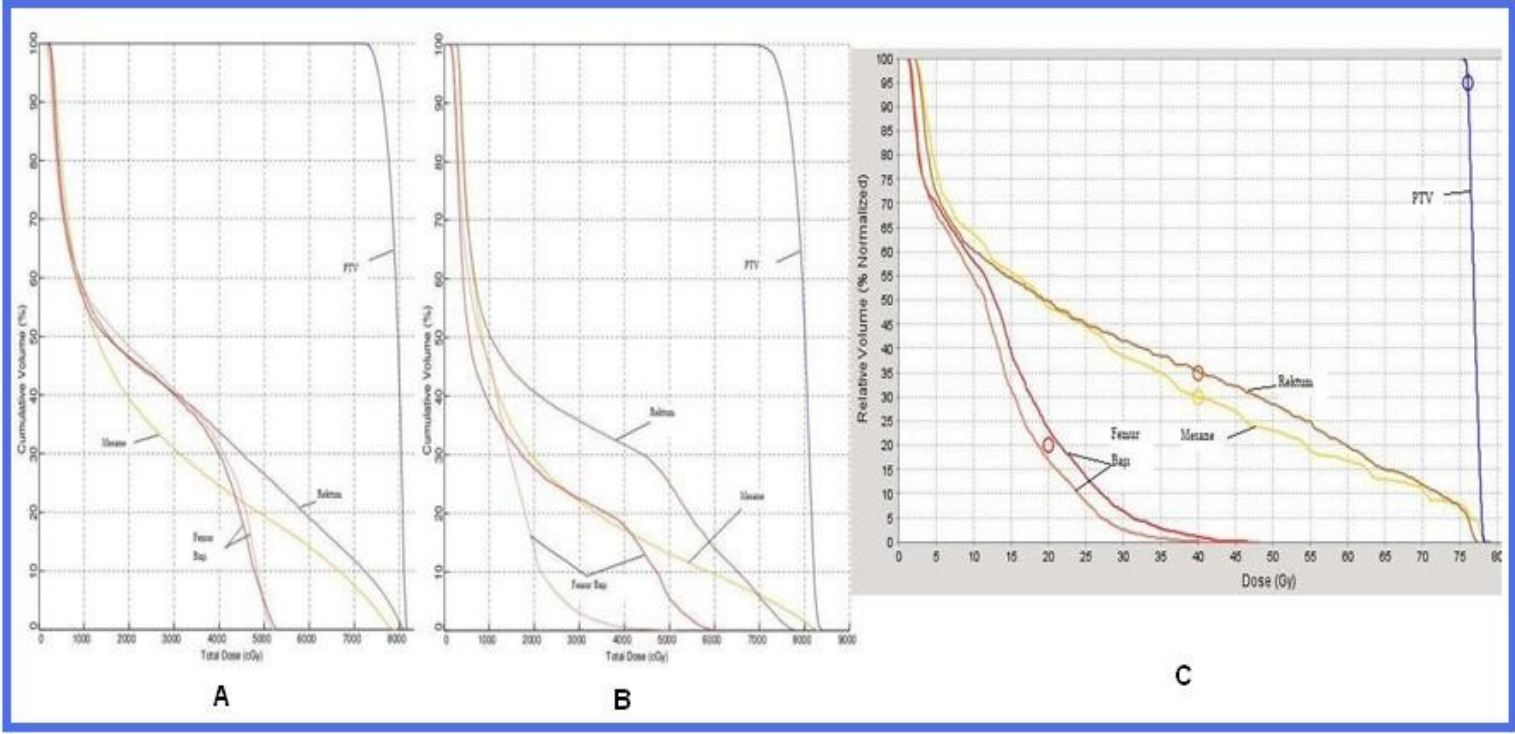 100
90
80
70
60
50
40
30
20
10
0
Cumulative Volume (%)
PTV
Mesane
Rektum
Femur
Başı
0 1000 2000 3000 4000 5000 6000 7000 8000
Total Dose (cGy)
A
100
90
80
70
60
50
40
30
20
10
0
Cumulative Volume (%)
PTV
Rektum
Mesane
Femur Başı
0 1000 2000 3000 4000 5000 6000 7000 8000 9000
Total Dose (cGy)
B
100
95
90
85
80
75
70
65
60
55
50
45
40
35
30
25
20
15
10
5
0
Relative Volume (% Normalized)
PTV
Rektum
Femur
Mesane
Başı
0 5 10 15 20 25 30 35 40 45 50 55 60 65 70 75 80
Dose (Gy)
C